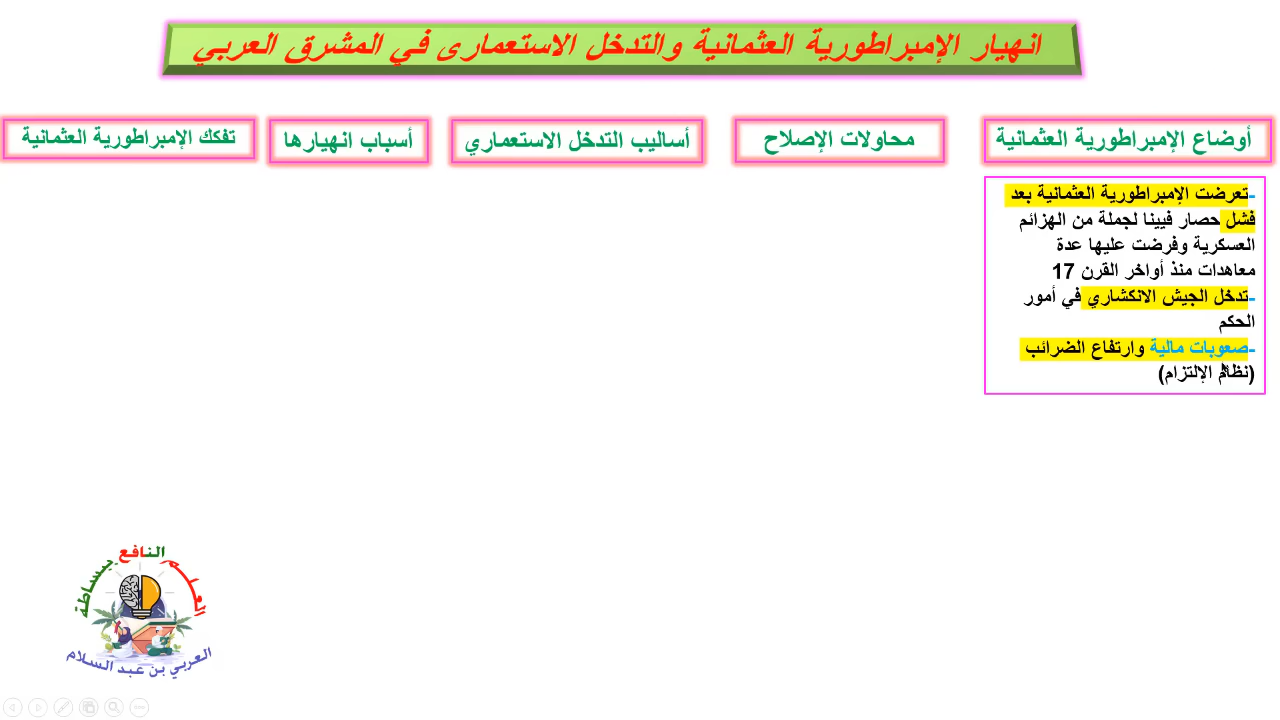 انهيار الإمبراطورية العثمانية والتدخل الاستعمارى في المشرق العربي
أوضاع الإمبراطورية العثمانية
محاولات الإصلاح
أساليب التدخل الاستعماري
أسباب انهيارها
تفكك الإمبراطورية العثمانية
-تعرضت الإمبراطورية العثمانية بعد
فشل حصار فيينا لجملة من الهزائم
العسكرية وفرضت عليها عدة
معاهدات منذ أواخر القرن 17
-تدخل الجيش الانكشاري في أمور
الحكم
-صعوبات مالية وارتفاع الضرائب
(نظام الإلتزام)
العلم النافع ببساطة
العربي بن عبد السلام